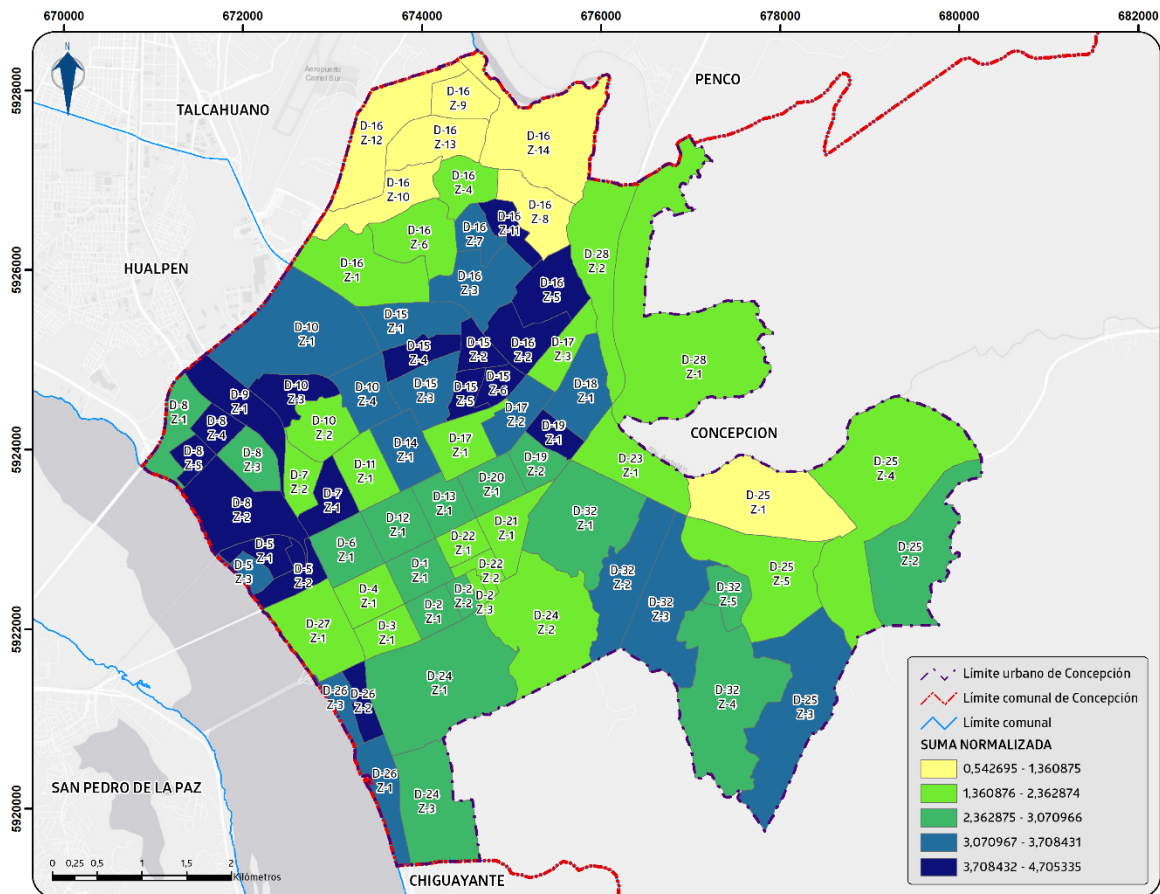 670000
672000
674000
676000
678000
680000
682000
5928000
5926000
5924000
5922000
5920000
N
Aeropuerto
Carriel Sur
TALCAHUANO
PENCO
HUALPEN
CONCEPCION
SAN PEDRO DE LA PAZ
CHIGUAYANTE
D-16
Z-9
D-16
Z-12
D-16
Z-13
D-16
Z-14
D-16
Z-10
D-16
Z-4
D-16
Z-8
D-16
Z-11
D-16
Z-7
D-16
Z-6
D-16
Z-1
D-16
Z-3
D-16
Z-5
D-28
Z-2
D-28
Z-1
D-10
Z-1
D-15
Z-1
D-15
Z-4
D-15
Z-2
D-16
Z-2
D-17
Z-3
D-8
Z-1
D-9
Z-1
D-10
Z-3
D-10
Z-4
D-15
Z-3
D-15
Z-5
D-15
Z-6
D-18
Z-1
D-8
Z-4
D-10
Z-2
D-17
Z-2
D-19
Z-1
D-8
Z-5
D-8
Z-3
D-14
Z-1
D-17
Z-1
D-19
Z-2
D-23
Z-1
D-7
Z-2
D-11
Z-1
D-7
Z-1
D-20
Z-1
D-25
Z-1
D-25
Z-4
D-8
Z-2
D-13
Z-1
D-12
Z-1
D-21
Z-1
D-32
Z-1
D-5
Z-1
D-6
Z-1
D-22
Z-1
D-25
Z-2
D-5
Z-3
D-5
Z-2
D-1
Z-1
D-22
Z-2
D-32
Z-2
D-25
Z-5
D-4
Z-1
D-2
Z-2
D-2
Z-3
D-32
Z-5
D-2
Z-1
D-32
Z-3
D-27
Z-1
D-3
Z-1
D-24
Z-2
D-24
Z-1
D-26
Z-3
D-26
Z-2
D-32
Z-4
D-25
Z-3
D-26
Z-1
D-24
Z-3
Límite urbano de Concepción
Límite comunal de Concepción
Límite comunal
SUMA NORMALIZADA
0,542695 - 1,360875
1,360876 - 2,362874
2,362875 - 3,070966
3,070967 - 3,708431
3,708432 - 4,705335
0 0,25 0,5 1 1,5 2
Kilómetros